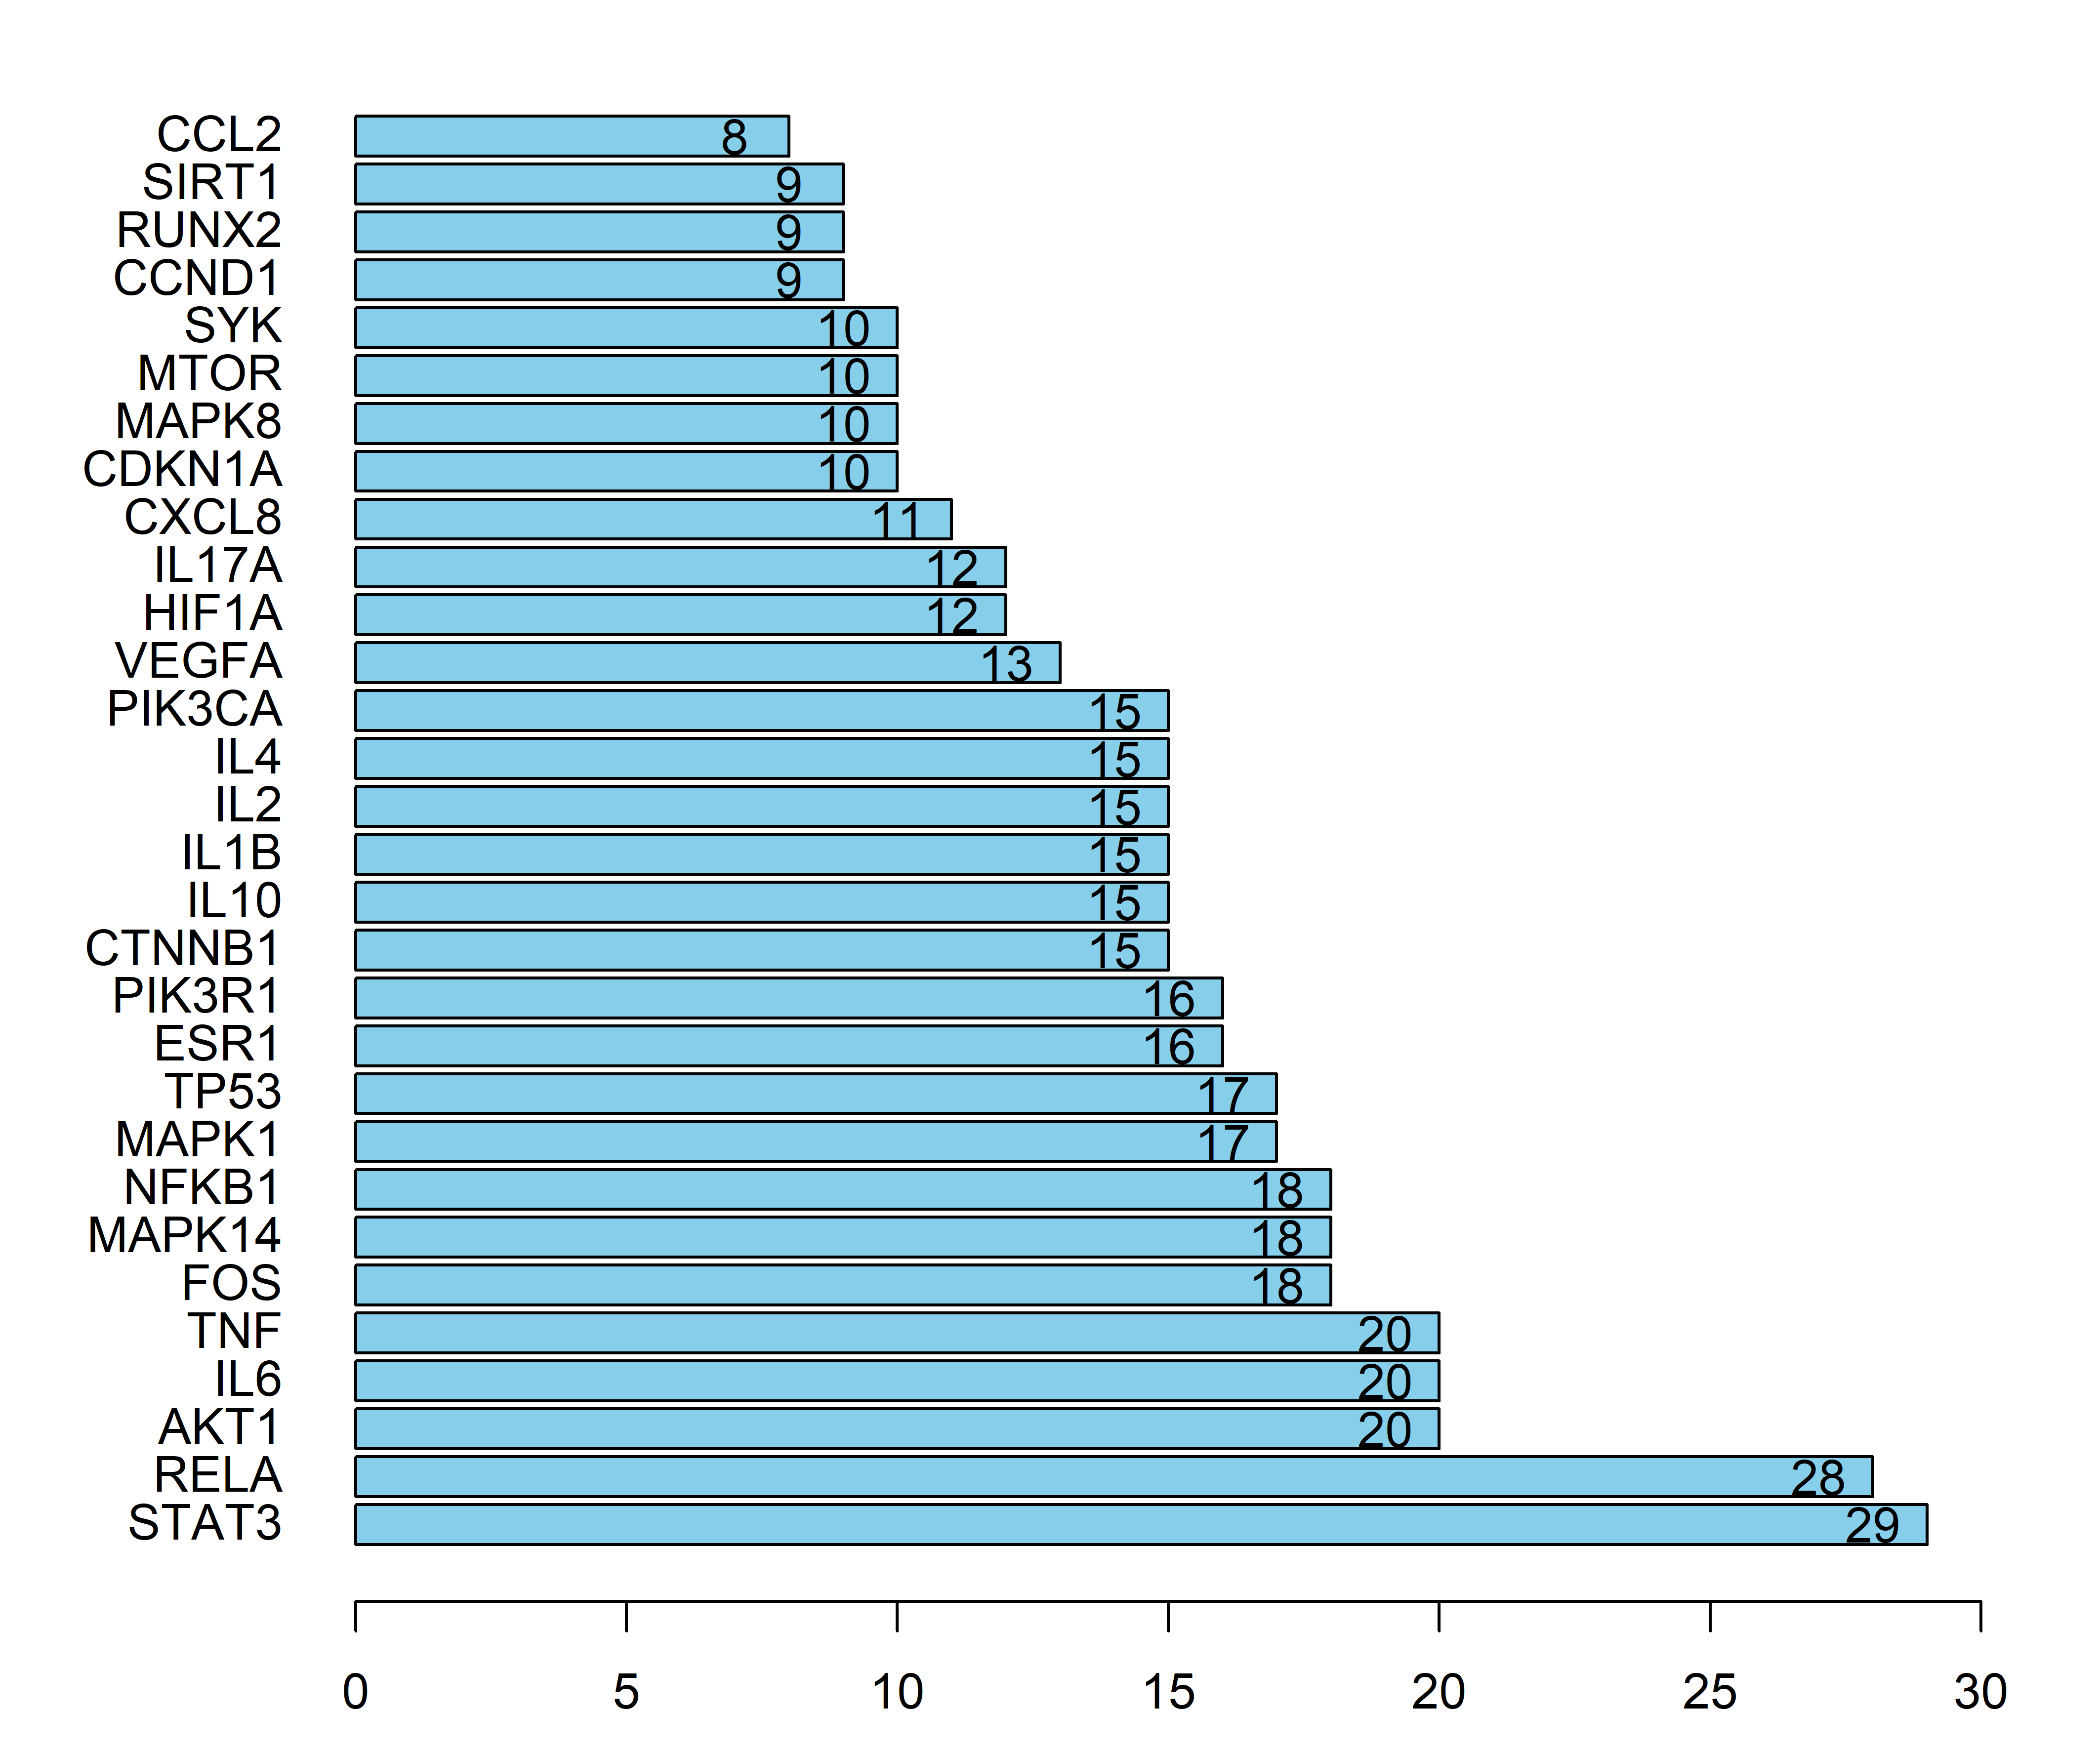 CCL2 8
SIRT1 9
RUNX2 9
CCND1 9
SYK 10
MTOR 10
MAPK8 10
CDKN1A 10
CXCL8 11
IL17A 12
HIF1A 12
VEGFA 13
PIK3CA 15
IL4 15
IL2 15
IL1B 15
IL10 15
CTNNB1 15
PIK3R1 16
ESR1 16
TP53 17
MAPK1 17
NFKB1 18
MAPK14 18
FOS 18
TNF 20
IL6 20
AKT1 20
RELA 28
STAT3 29
0 5 10 15 20 25 30